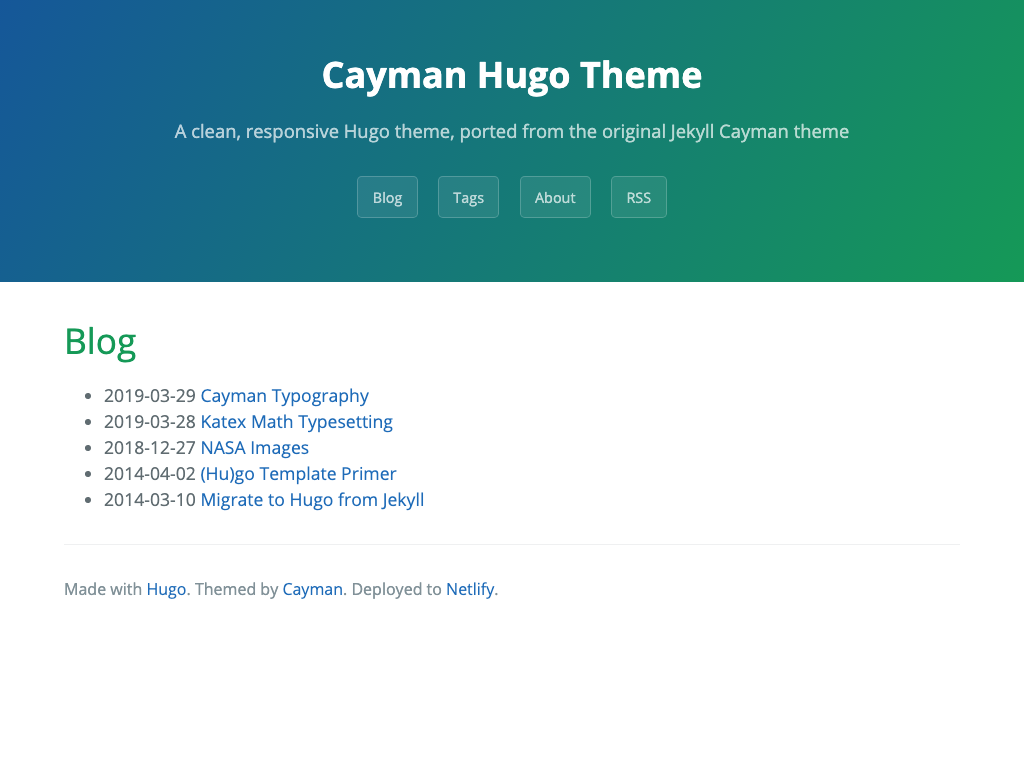 Cayman Hugo Theme
A clean, responsive Hugo theme, ported from the original Jekyll Cayman theme
Blog Tags About RSS
Blog
2019-03-29 Cayman Typography
2019-03-28 Katex Math Typesetting
2018-12-27 NASA Images
2014-04-02 (Hu)go Template Primer
2014-03-10 Migrate to Hugo from Jekyll
Made with Hugo. Themed by Cayman. Deployed to Netlify.